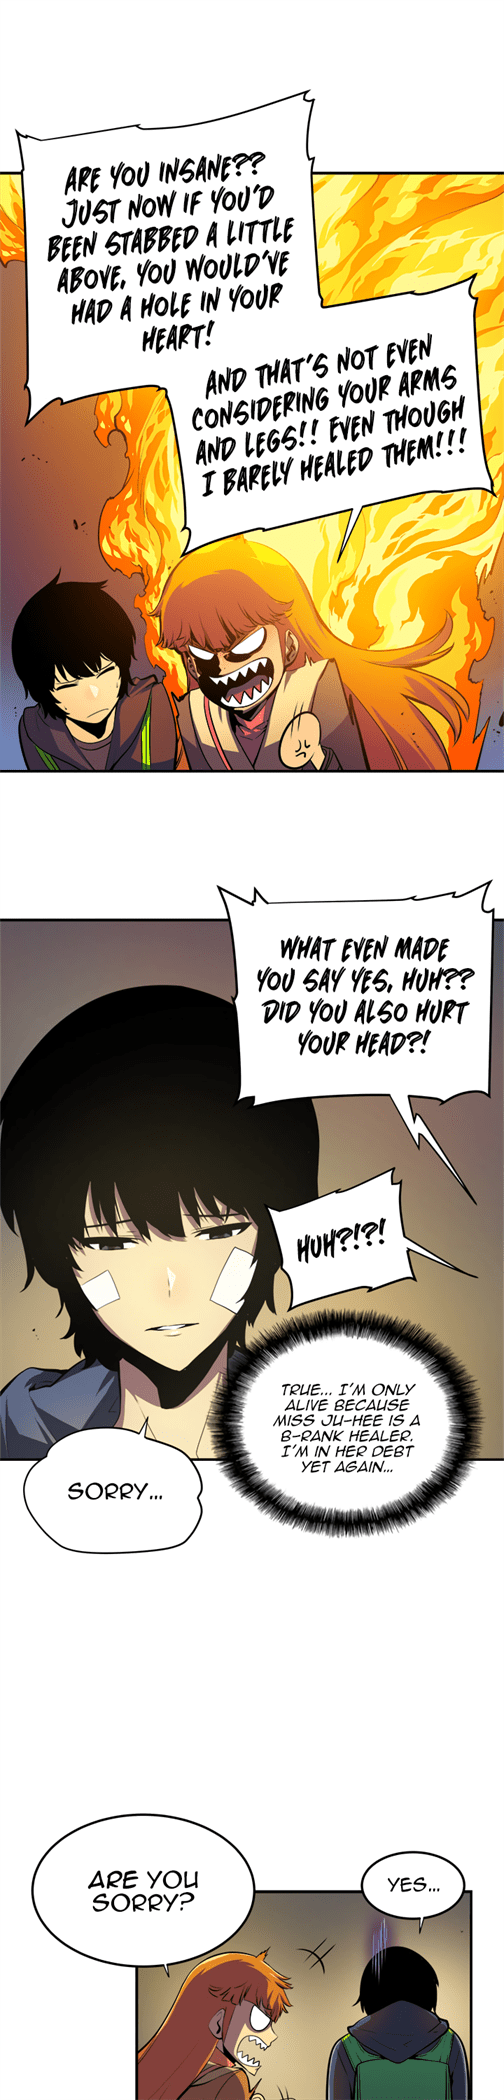 ARE YOU INSANE??
JUST NOW IF YOU'D
BEEN STABBED A LITTLE
ABOVE, YOU WOULD'VE
HAD A HOLE IN YOUR
HEART!
AND THAT'S NOT EVEN
CONSIDERING YOUR ARMS
AND LEGS!! EVEN THOUGH
I BARELY HEALED THEM!!!
WHAT EVEN MADE
YOU SAY YES, HUH??
DID YOU ALSO HURT
YOUR HEAD?!
HUH?!?!
TRUE... I'M ONLY
ALIVE BECAUSE
MISS JU-HEE IS A
B-RANK HEALER.
I'M IN HER DEBT
YET AGAIN...
SORRY...
ARE YOU
SORRY?
YES...